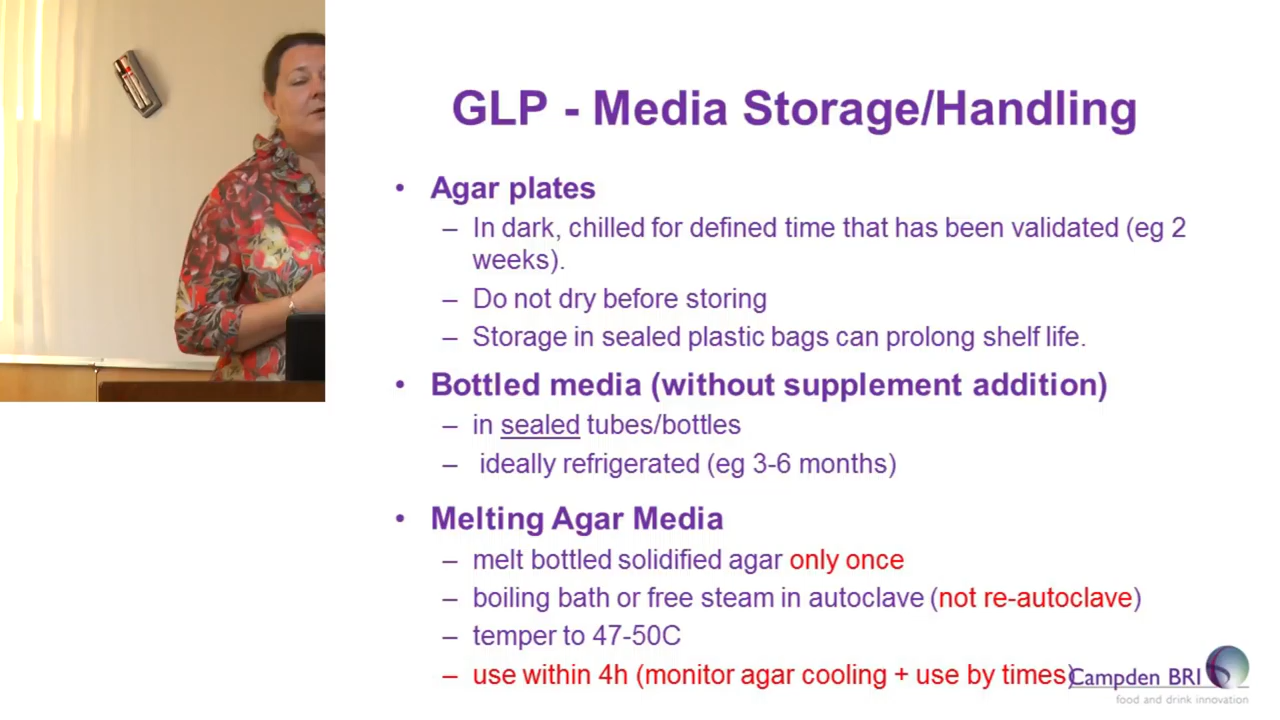 GLP - Media Storage/Handling
• Agar plates
– In dark, chilled for defined time that has been validated (eg 2
weeks).
– Do not dry before storing
– Storage in sealed plastic bags can prolong shelf life.
• Bottled media (without supplement addition)
– in sealed tubes/bottles
– ideally refrigerated (eg 3-6 months)
• Melting Agar Media
– melt bottled solidified agar only once
– boiling bath or free steam in autoclave (not re-autoclave)
– temper to 47-50C
– use within 4h (monitor agar cooling + use by times)
Campden BRI
food and drink innovation